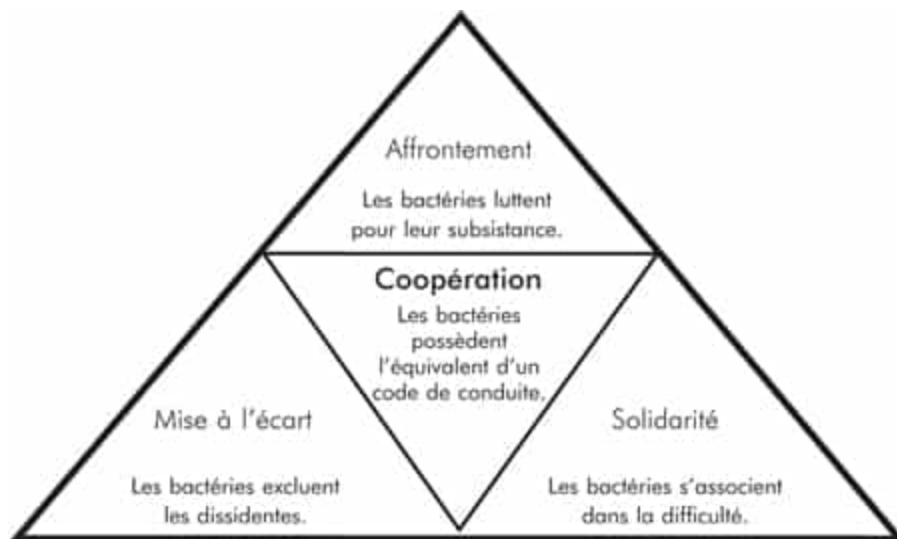 Affrontement
Les bactéries luttent
pour leur subsistance.
Coopération
Les bactéries
possèdent
l'équivalent d'un
code de conduite.
Mise à l'écart
Les bactéries excluent
les dissidentes.
Solidarité
Les bactéries s'associent
dans la difficulté.